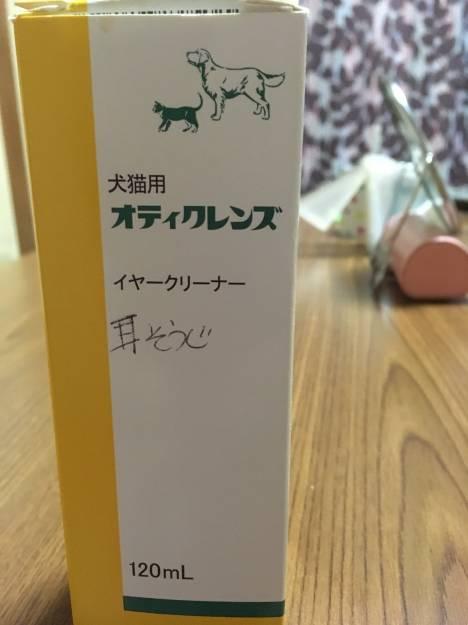 犬猫用
オティクレンズ
イヤークリーナー
耳そうじ
120mL